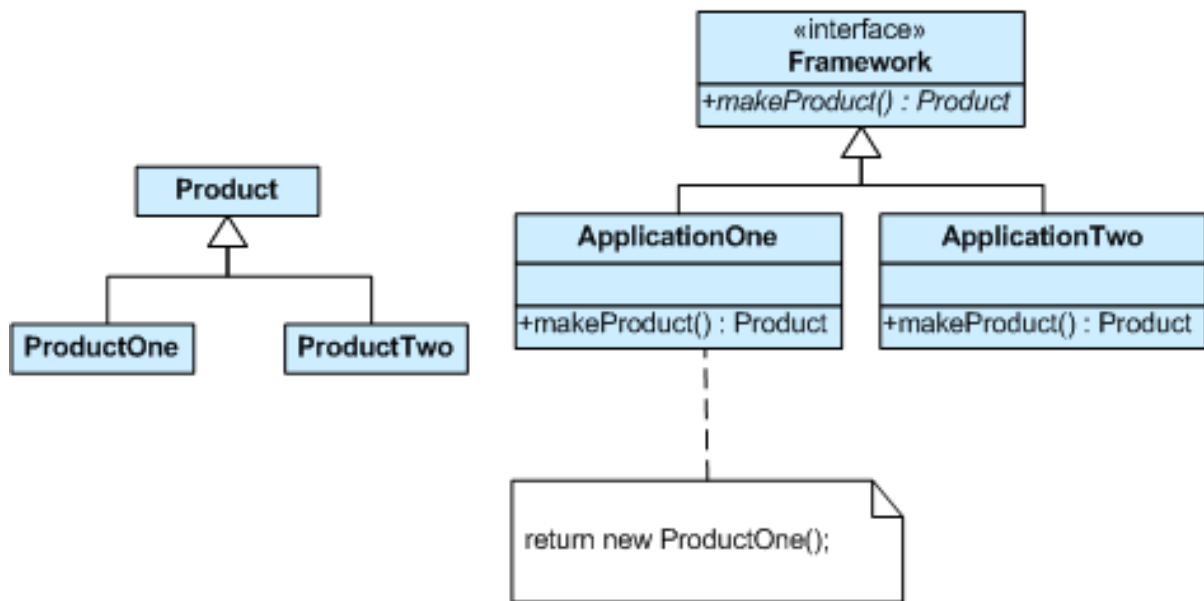 «interface»
Framework
+makeProduct() : Product
Product
ProductOne
ProductTwo
ApplicationOne
+makeProduct() : Product
ApplicationTwo
+makeProduct() : Product
return new ProductOne();